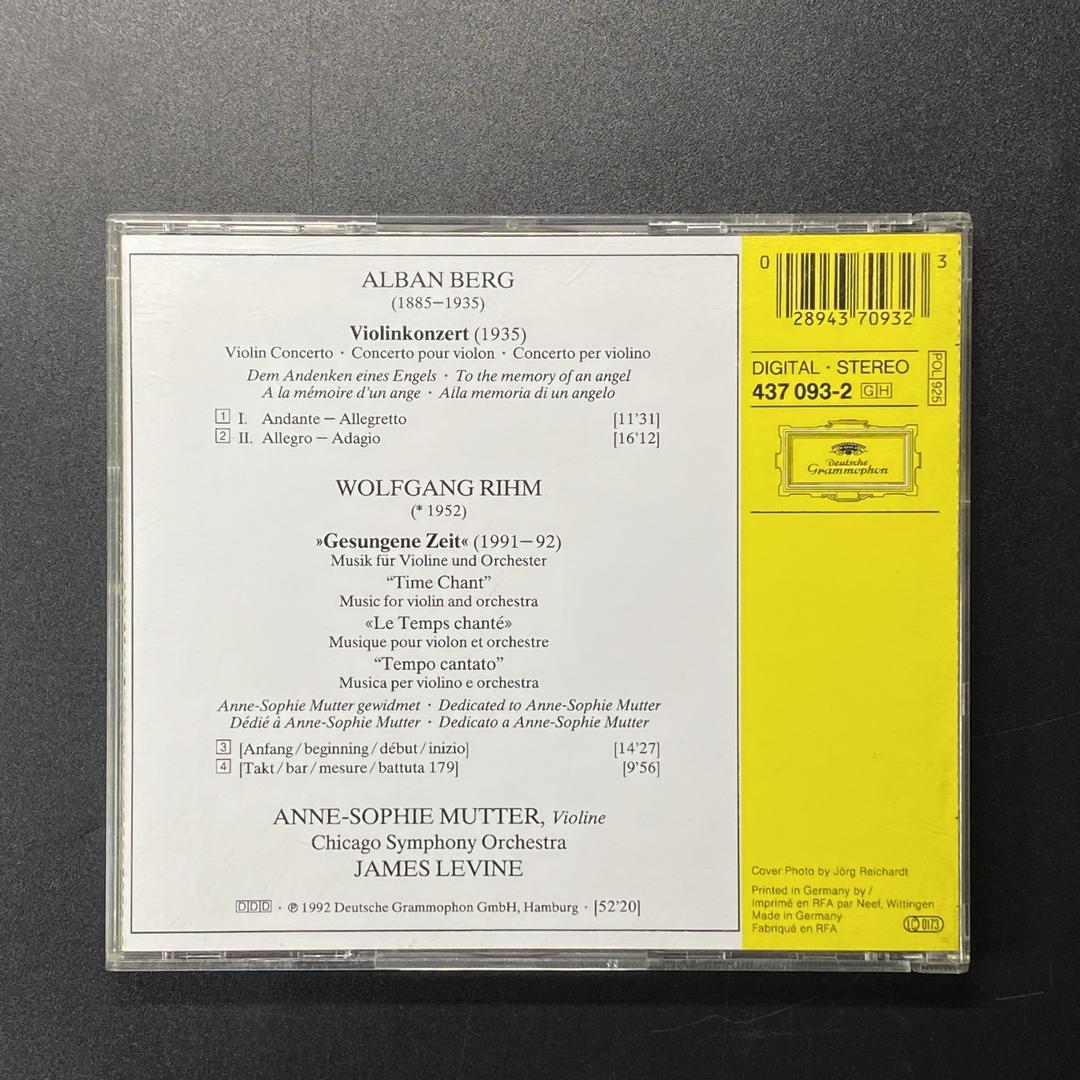 ALBAN BERG
(1885–1935)
Violinkonzert (1935)
Violin Concerto · Concerto pour violon · Concerto per violino
Dem Andenken eines Engels · To the memory of an angel
A la mémoire d'un ange · Alla memoria di un angelo
1 I. Andante – Allegretto [11'31]
2 II. Allegro – Adagio [16'12]
WOLFGANG RIHM
(* 1952)
»Gesungene Zeit« (1991–92)
Musik für Violine und Orchester
“Time Chant”
Music for violin and orchestra
«Le Temps chanté»
Musique pour violon et orchestre
“Tempo cantato”
Musica per violino e orchestra
Anne-Sophie Mutter gewidmet · Dedicated to Anne-Sophie Mutter
Dédié à Anne-Sophie Mutter · Dedicato a Anne-Sophie Mutter
3 [Anfang / beginning / début / inizio] [14'27]
4 [Takt / bar / mesure / battuta 179] [9'56]
ANNE-SOPHIE MUTTER, Violine
Chicago Symphony Orchestra
JAMES LEVINE
DDD · ℗ 1992 Deutsche Grammophon GmbH, Hamburg · [52'20]
0 28943 70932 3
DIGITAL · STEREO
437 093-2 GH
POL 925
Deutsche
Grammophon
Cover Photo by Jörg Reichardt
Printed in Germany by /
Imprimé en RFA par Neef, Wittingen
Made in Germany
Fabriqué en RFA
LC 0173